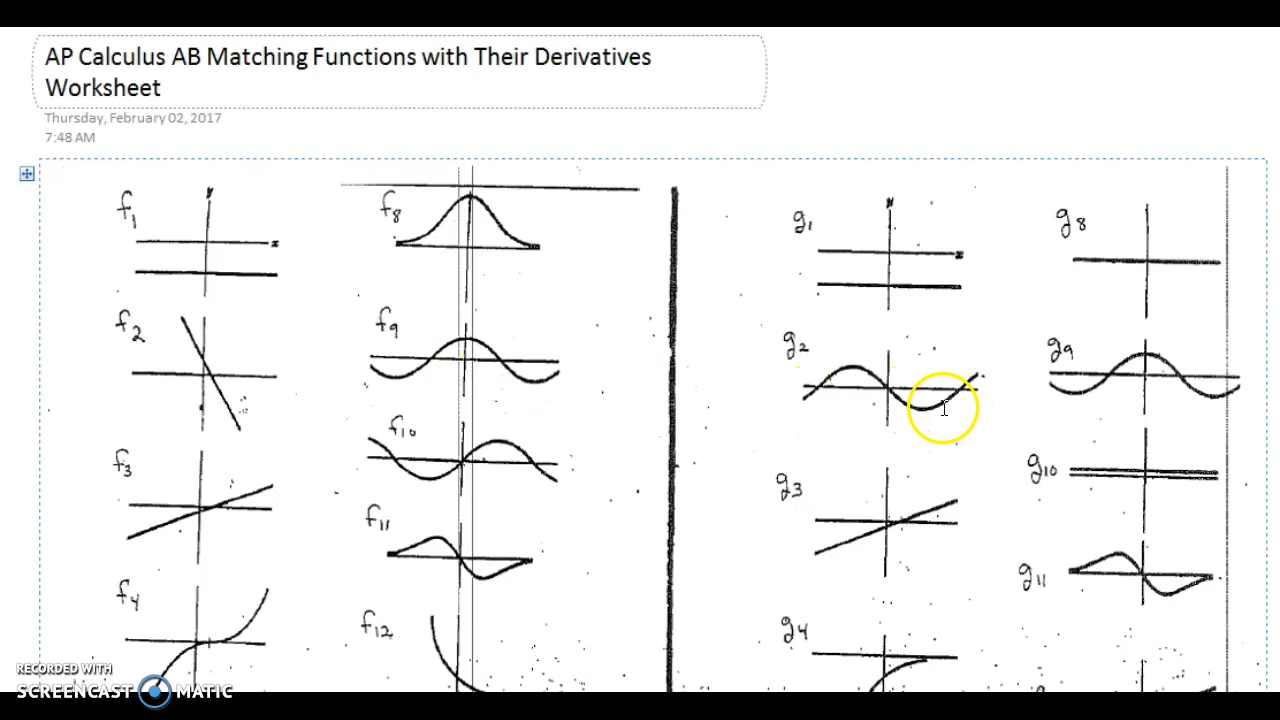 AP Calculus AB Matching Functions with Their Derivatives
Worksheet
Thursday, February 02, 2017
7:48 AM
f1
y
x
f2
f3
f4
f8
f9
f10
f11
f12
g1
y
x
g2
g3
g4
g8
g9
g10
g11
RECORDED WITH
SCREENCAST MATIC